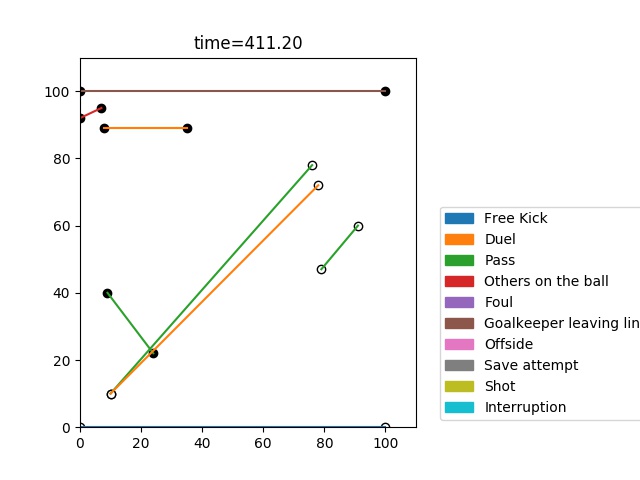 time=411.20
100
80
60
40
20
0
0
20
40
60
80
100
Free Kick
Duel
Pass
Others on the ball
Foul
Goalkeeper leaving lin
Offside
Save attempt
Shot
Interruption